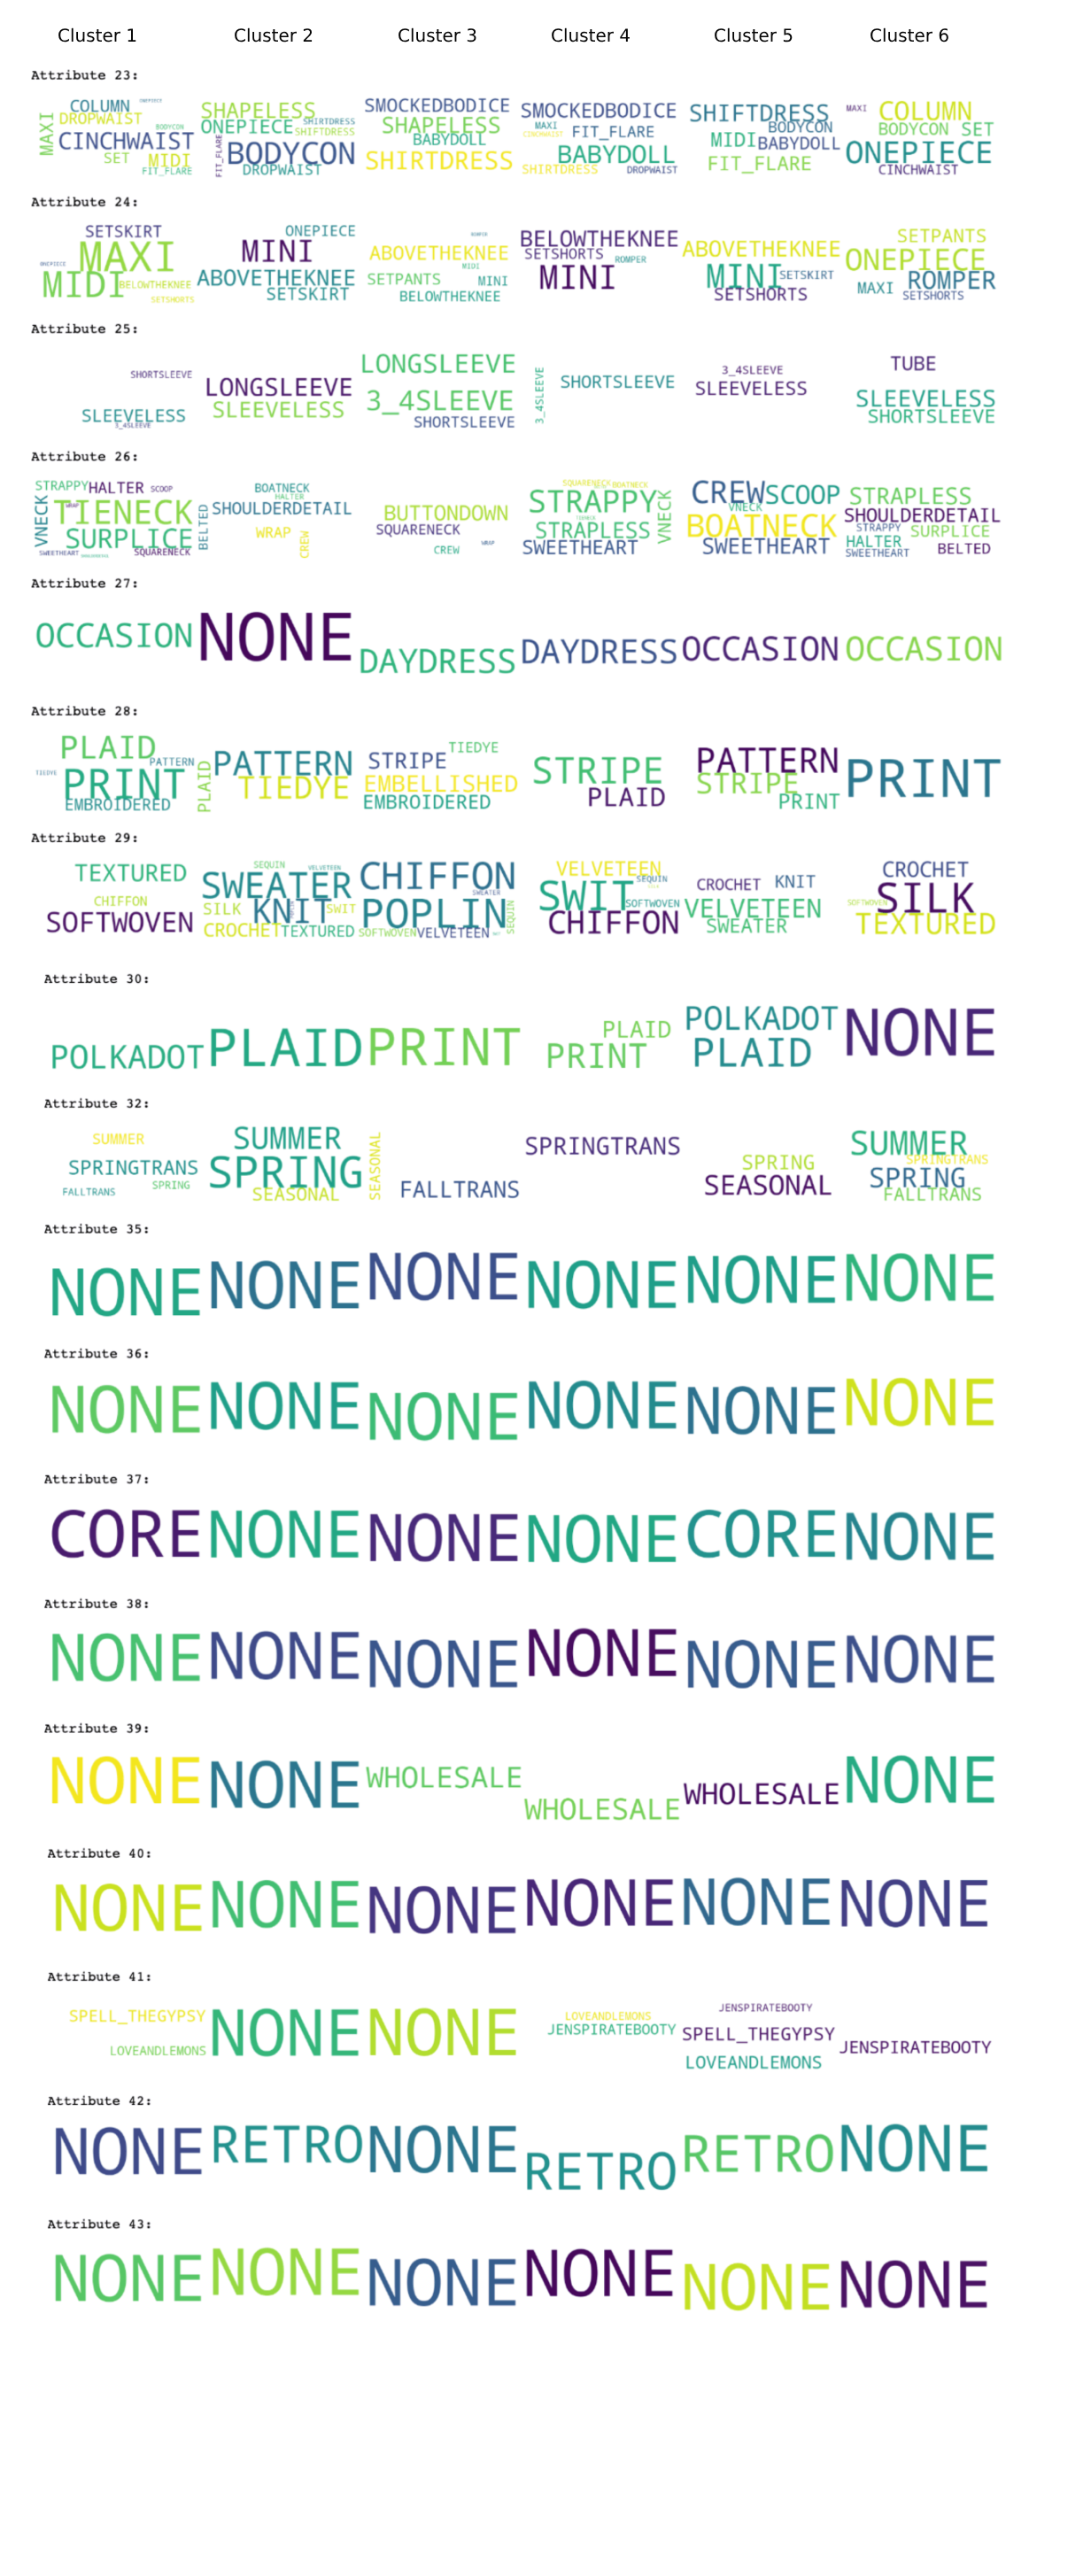 Cluster 1 Cluster 2 Cluster 3 Cluster 4 Cluster 5 Cluster 6
Attribute 23:
MAXI COLUMN ONEPIECE DROPWAIST BODYCON CINCHWAIST SET MIDI FIT_FLARE
SHAPELESS ONEPIECE SHIRTDRESS SHIFTDRESS FIT_FLARE BODYCON DROPWAIST
SMOCKEDBODICE SHAPELESS BABYDOLL SHIRTDRESS
SMOCKEDBODICE MAXI FIT_FLARE CINCHWAIST BABYDOLL SHIRTDRESS DROPWAIST
SHIFTDRESS BODYCON MIDI BABYDOLL FIT_FLARE
MAXI COLUMN BODYCON SET ONEPIECE CINCHWAIST
Attribute 24:
SETSKIRT MAXI ONEPIECE MIDI BELOWTHEKNEE SETSHORTS
ONEPIECE MINI ABOVETHEKNEE SETSKIRT
ROMPER ABOVETHEKNEE MIDI SETPANTS MINI BELOWTHEKNEE
BELOWTHEKNEE SETSHORTS ROMPER MINI
ABOVETHEKNEE MINI SETSKIRT SETSHORTS
SETPANTS ONEPIECE ROMPER MAXI SETSHORTS
Attribute 25:
SHORTSLEEVE SLEEVELESS 3_4SLEEVE
LONGSLEEVE SLEEVELESS
LONGSLEEVE 3_4SLEEVE SHORTSLEEVE
3_4SLEEVE SHORTSLEEVE
3_4SLEEVE SLEEVELESS
TUBE SLEEVELESS SHORTSLEEVE
Attribute 26:
STRAPPY HALTER SCOOP VNECK WRAP TIENECK SURPLICE SWEETHEART SQUARENECK
BELTED BOATNECK HALTER SHOULDERDETAIL WRAP CREW
BUTTONDOWN SQUARENECK WRAP CREW
SQUARENECK BOATNECK STRAPPY VNECK STRAPLESS SWEETHEART
CREW SCOOP VNECK BOATNECK SWEETHEART
STRAPLESS SHOULDERDETAIL STRAPPY SURPLICE HALTER SWEETHEART BELTED
Attribute 27:
OCCASION NONE DAYDRESS DAYDRESS OCCASION OCCASION
Attribute 28:
PLAID PATTERN TIEDYE PRINT EMBROIDERED
PLAID PATTERN TIEDYE
TIEDYE STRIPE EMBELLISHED EMBROIDERED
STRIPE PLAID
PATTERN STRIPE PRINT
PRINT
Attribute 29:
TEXTURED CHIFFON SOFTWOVEN
SEQUIN VELVETEEN SWEATER SILK KNIT SWIT CROCHET TEXTURED
CHIFFON SWEATER POPLIN SEQUIN SOFTWOVEN VELVETEEN
VELVETEEN SEQUIN SWIT SOFTWOVEN CHIFFON
CROCHET KNIT VELVETEEN SWEATER
CROCHET SILK SOFTWOVEN TEXTURED
Attribute 30:
POLKADOT PLAID PRINT
PLAID PRINT
POLKADOT PLAID
NONE
Attribute 32:
SUMMER SPRINGTRANS SPRING FALLTRANS
SUMMER SPRING SEASONAL
SEASONAL FALLTRANS
SPRINGTRANS
SPRING SEASONAL
SUMMER SPRINGTRANS SPRING FALLTRANS
Attribute 35:
NONE NONE NONE NONE NONE NONE
Attribute 36:
NONE NONE NONE NONE NONE NONE
Attribute 37:
CORE NONE NONE NONE CORE NONE
Attribute 38:
NONE NONE NONE NONE NONE NONE
Attribute 39:
NONE NONE WHOLESALE WHOLESALE WHOLESALE NONE
Attribute 40:
NONE NONE NONE NONE NONE NONE
Attribute 41:
SPELL_THEGYPSY LOVEANDLEMONS
NONE NONE
LOVEANDLEMONS JENSPIRATEBOOTY
JENSPIRATEBOOTY SPELL_THEGYPSY LOVEANDLEMONS
JENSPIRATEBOOTY
Attribute 42:
NONE RETRO NONE RETRO RETRO NONE
Attribute 43:
NONE NONE NONE NONE NONE NONE